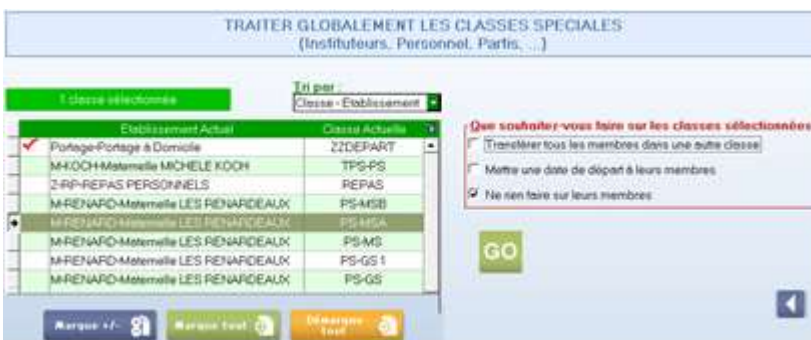 TRAITER GLOBALEMENT LES CLASSES SPECIALES
(Instituteurs, Personnel, Partis, ...)
Tri par :
1 classe sélectionnée
Classe - Etablissement
Etablissement Actuel Classe Actuelle
Portage-Portage à Domicile ZZDEPART
M-KOCH-Maternelle MICHELE KOCH TPS-PS
Z-RP-REPAS PERSONNELS REPAS
M-RENARD-Maternelle LES RENARDEAUX PS-MSB
M-RENARD-Maternelle LES RENARDEAUX PS-MSA
M-RENARD-Maternelle LES RENARDEAUX PS-MS
M-RENARD-Maternelle LES RENARDEAUX PS-GS1
M-RENARD-Maternelle LES RENARDEAUX PS-GS
Que souhaiter-vous faire sur les classes sélectionnées
Transférer tous les membres dans une autre classe
Mettre une date de départ à leurs membres
Ne rien faire sur leurs membres
GO
Marque +/-
Marque tout
Démarque tout